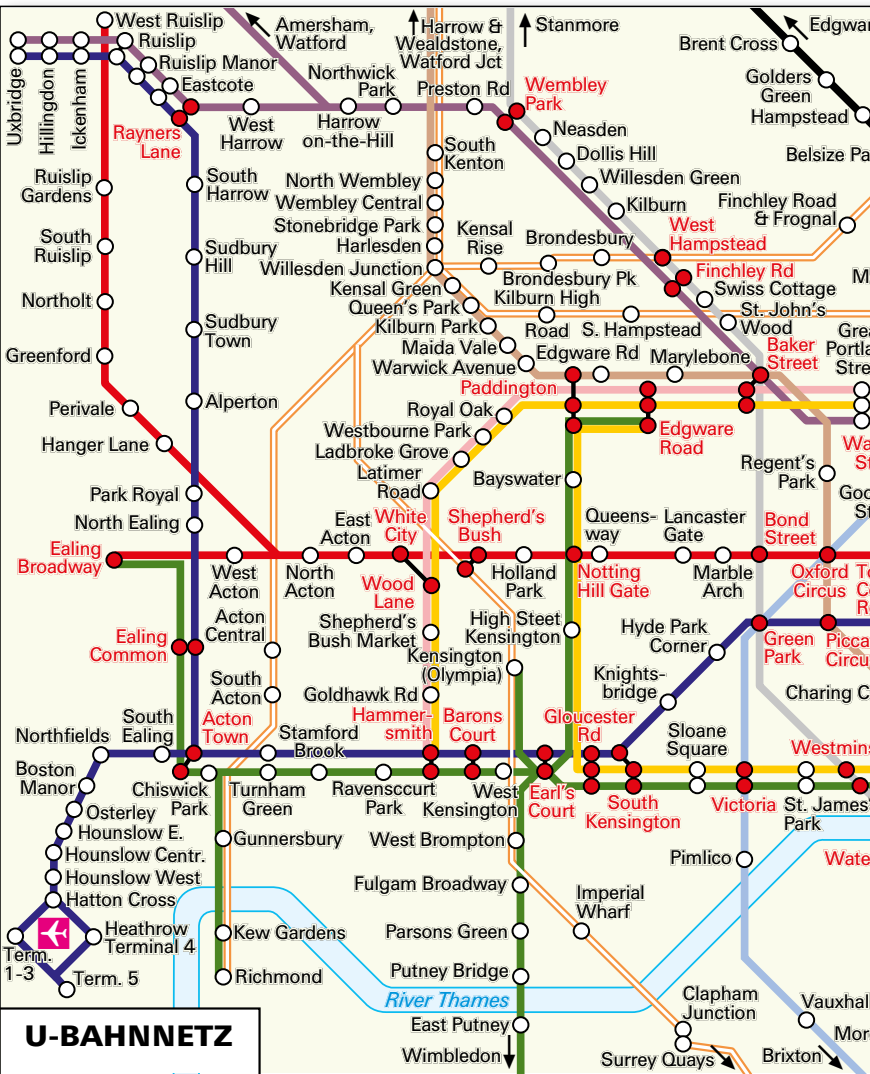 West Ruislip
Ruislip
Ruislip Manor
Eastcote
Uxbridge
Hillingdon
Ickenham
Rayners
Lane
West
Harrow
Amersham,
Watford
Northwick
Park
Harrow
on-the-Hill
Harrow &
Wealdstone,
Watford Jct
Preston Rd
Stanmore
Wembley
Park
Neasden
Dollis Hill
Willesden Green
Kilburn
West
Hampstead
Finchley Rd
Swiss Cottage
St. John's
Wood
Brent Cross
Golders
Green
Hampstead
Finchley Road
& Frognal
Ruislip
Gardens
South
Ruislip
Northolt
Greenford
Perivale
Hanger Lane
South
Harrow
Sudbury
Hill
Sudbury
Town
Alperton
Park Royal
North Ealing
South
Kenton
North Wembley
Wembley Central
Stonebridge Park
Harlesden
Willesden Junction
Kensal Green
Queen's Park
Kilburn Park
Maida Vale
Warwick Avenue
Kensal
Rise
Brondesbury
Brondesbury Pk
Kilburn High
Road
S. Hampstead
Edgware Rd
Marylebone
Baker
Street
Paddington
Royal Oak
Westbourne Park
Ladbroke Grove
Latimer
Road
Edgware
Road
Bayswater
Regent's
Park
Ealing
Broadway
West
Acton
North
Acton
East
Acton
White
City
Shepherd's
Bush
Wood
Lane
Holland
Park
Queens-
way
Notting
Hill Gate
Lancaster
Gate
Marble
Arch
Bond
Street
Oxford
Circus
Acton
Central
South
Acton
Ealing
Common
Shepherd's
Bush Market
Goldhawk Rd
High Steet
Kensington
Kensington
(Olympia)
Hyde Park
Corner
Knights-
bridge
Green
Park
Northfields
South
Ealing
Acton
Town
Stamford
Brook
Hammer-
smith
Barons
Court
Gloucester
Rd
Sloane
Square
Boston
Manor
Chiswick
Park
Turnham
Green
Ravensccurt
Park
West
Kensington
Earl's
Court
South
Kensington
Victoria
St. James'
Park
Osterley
Hounslow E.
Hounslow Centr.
Hounslow West
Hatton Cross
Heathrow
Terminal 4
Term.
1-3
Term. 5
Gunnersbury
Kew Gardens
Richmond
West Brompton
Fulgam Broadway
Parsons Green
Putney Bridge
East Putney
Wimbledon
River Thames
Imperial
Wharf
Pimlico
Clapham
Junction
Surrey Quays
Brixton
Edgwar
Belsize Pa
Grea
Portla
Stre
Wa
St
Goo
St
Picca
Circu
Charing C
Westmins
Wate
Vauxhal
Mor
U-BAHNNETZ